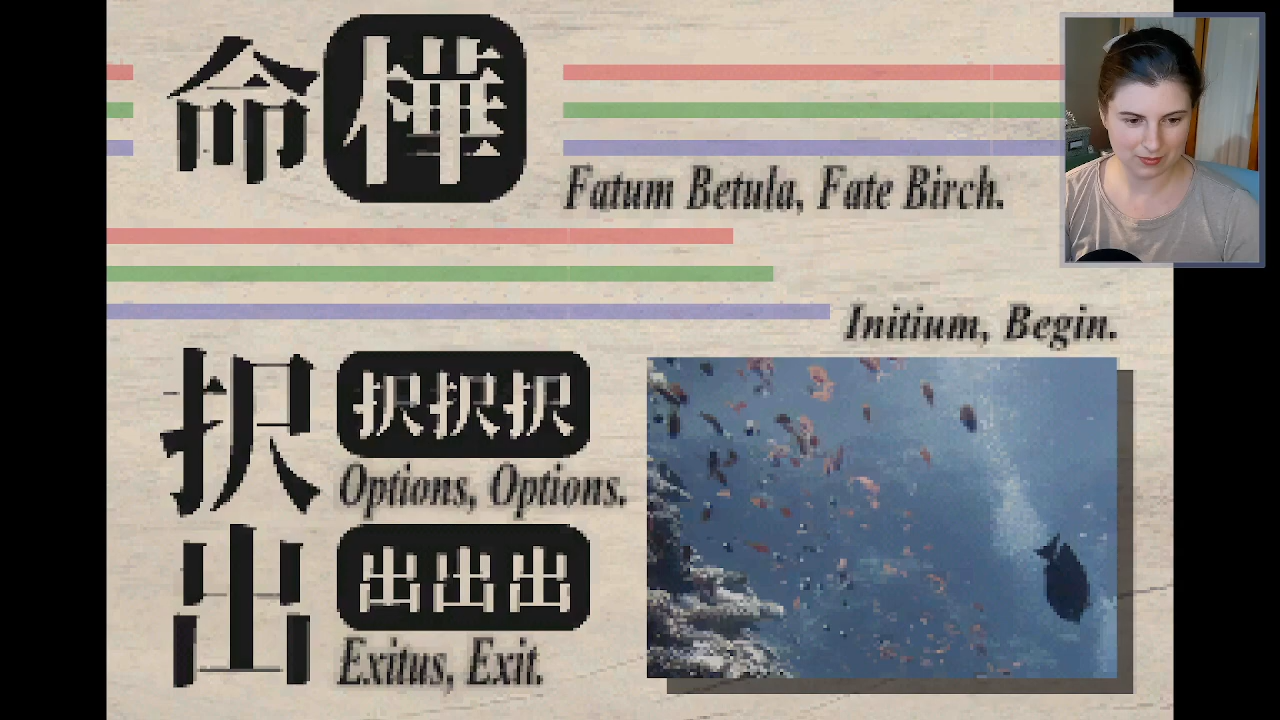 命樺
Fatum Betula, Fate Birch.
Initium, Begin.
択 択択択
Options, Options.
出 出出出
Exitus, Exit.